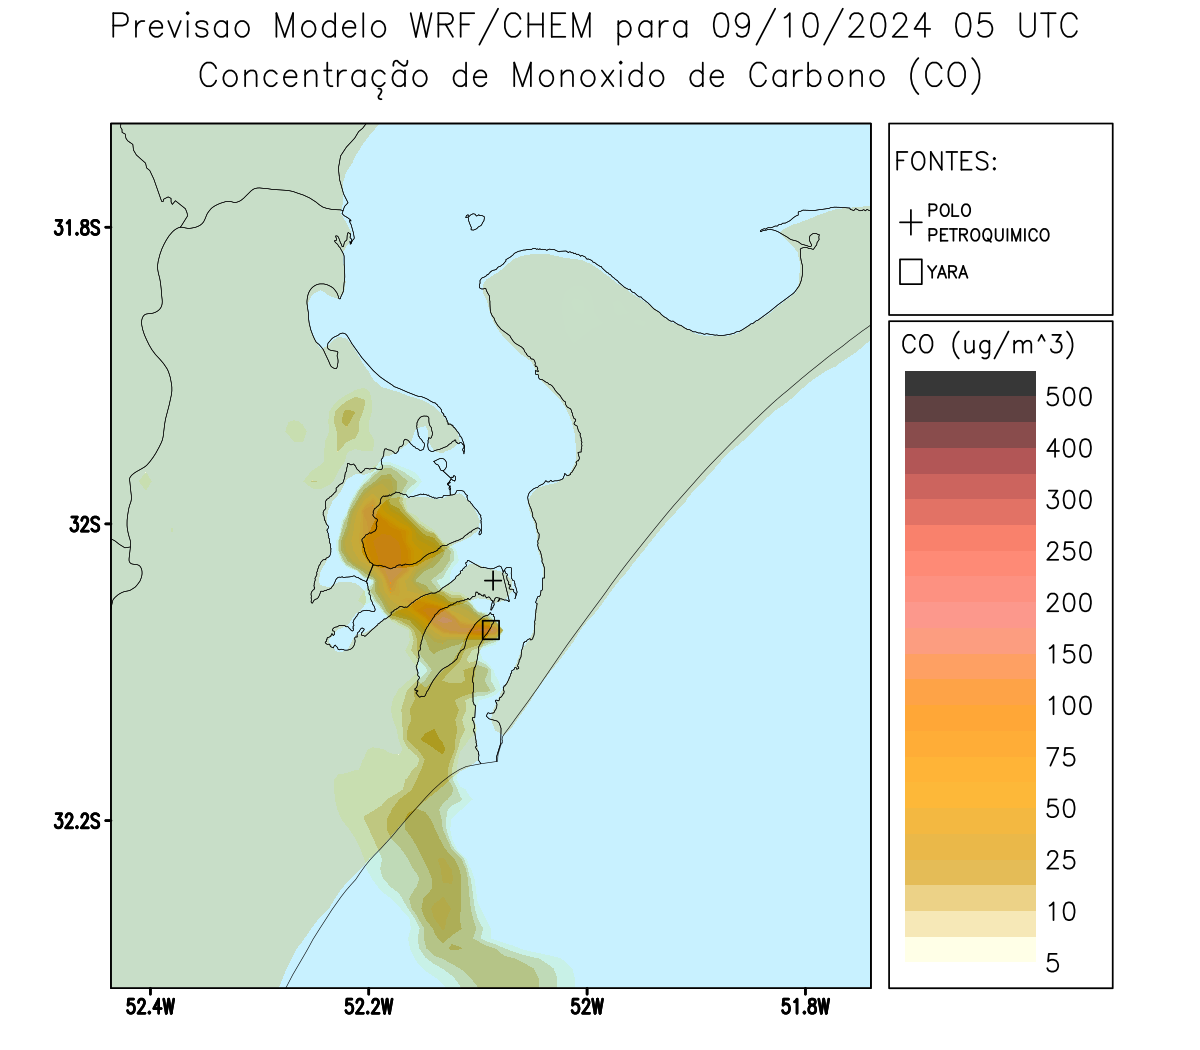 Previsao Modelo WRF/CHEM para 09/10/2024 05 UTC
Concentração de Monoxido de Carbono (CO)
FONTES:
POLO
PETROQUIMICO
YARA
CO (ug/m^3)
500
400
300
250
200
150
100
75
50
25
10
5
31.8S
32S
32.2S
52.4W
52.2W
52W
51.8W